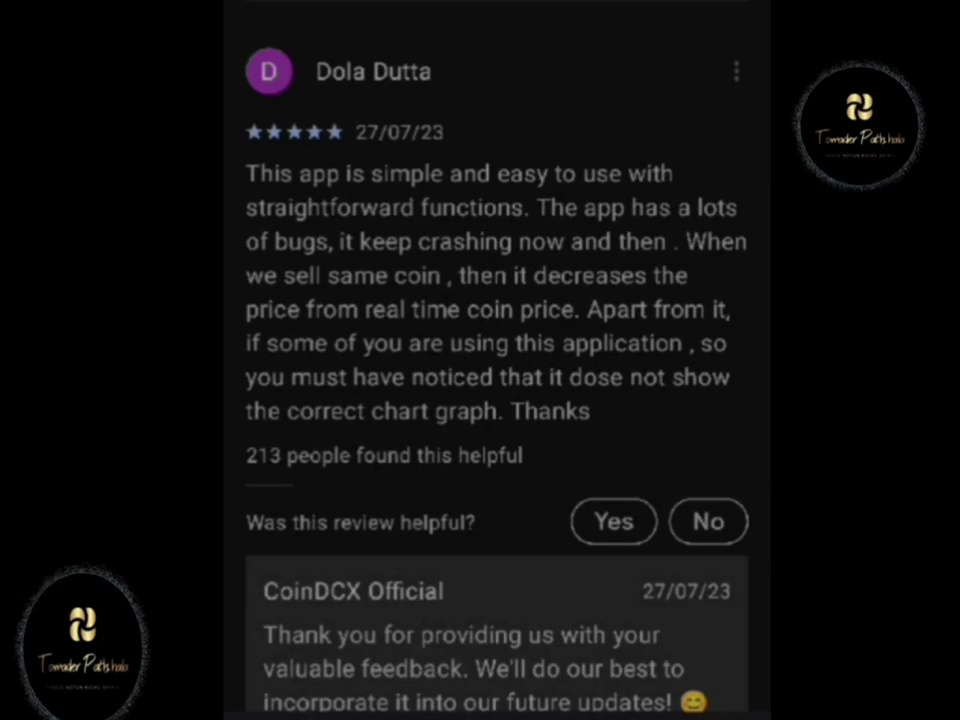 D Dola Dutta
27/07/23
This app is simple and easy to use with
straightforward functions. The app has a lots
of bugs, it keep crashing now and then . When
we sell same coin , then it decreases the
price from real time coin price. Apart from it,
if some of you are using this application , so
you must have noticed that it dose not show
the correct chart graph. Thanks
213 people found this helpful
Was this review helpful? Yes No
CoinDCX Official 27/07/23
Thank you for providing us with your
valuable feedback. We'll do our best to
incorporate it into our future updates! 😊
Tomader Patthshala
Tomader Patthshala